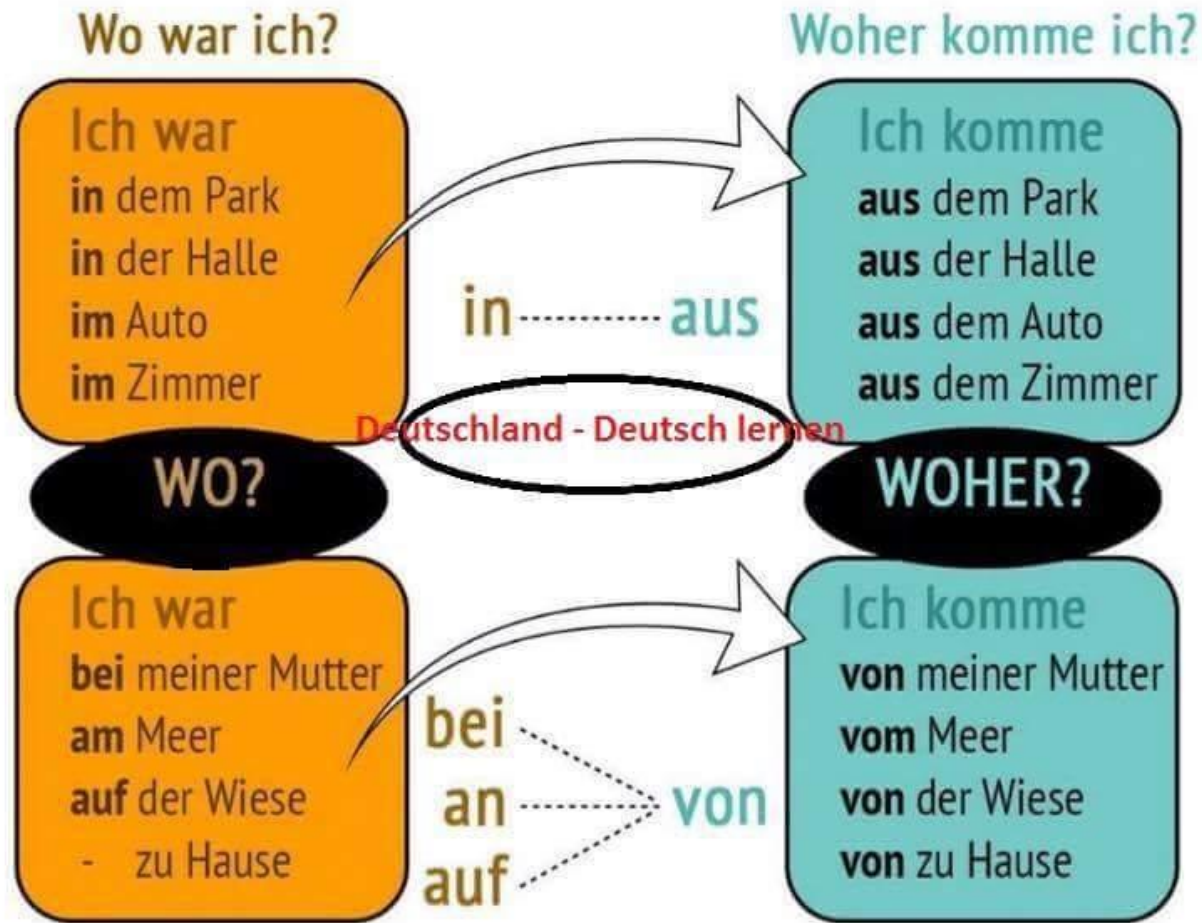 Wo war ich?
Ich war
in dem Park
in der Halle
im Auto
im Zimmer
in aus
Woher komme ich?
Ich komme
aus dem Park
aus der Halle
aus dem Auto
aus dem Zimmer
Deutschland - Deutsch lernen
WO?
WOHER?
Ich war
bei meiner Mutter
am Meer
auf der Wiese
- zu Hause
bei
an von
auf
Ich komme
von meiner Mutter
vom Meer
von der Wiese
von zu Hause